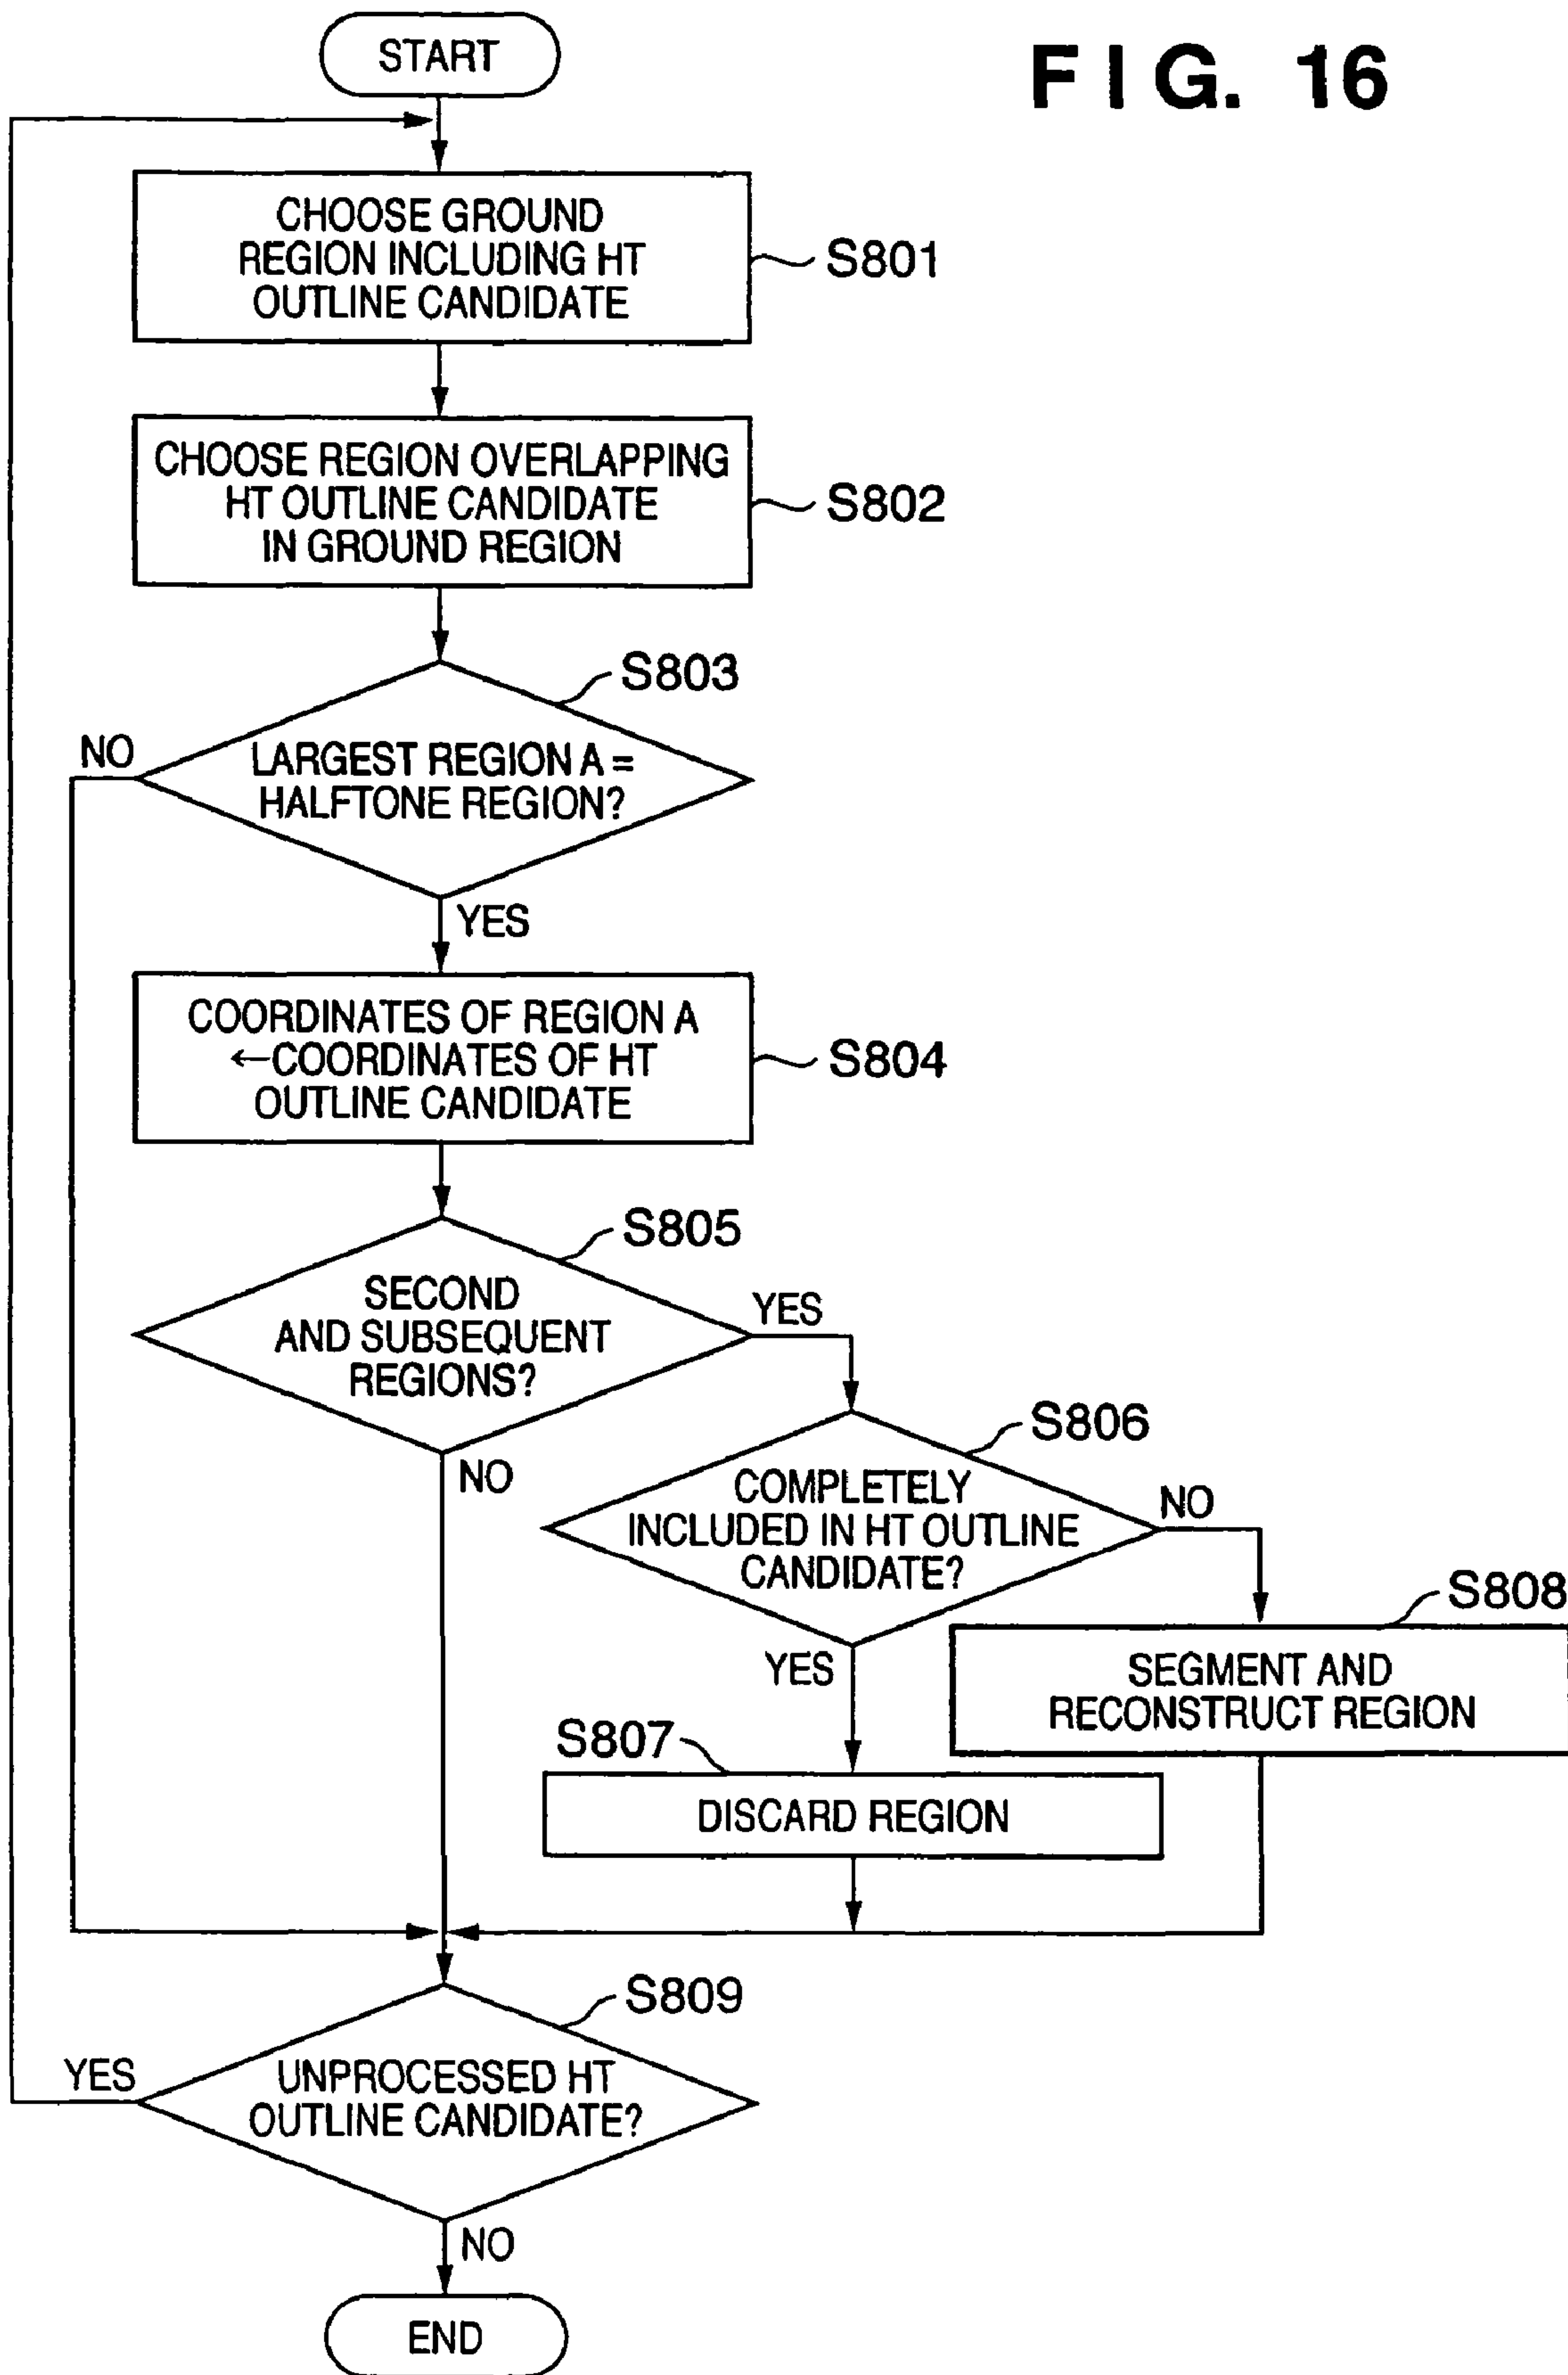 START
FIG. 16
CHOOSE GROUND
REGION INCLUDING HT
OUTLINE CANDIDATE
S801
CHOOSE REGION OVERLAPPING
HT OUTLINE CANDIDATE
IN GROUND REGION
S802
S803
NO
LARGEST REGION A =
HALFTONE REGION?
YES
COORDINATES OF REGION A
←COORDINATES OF HT
OUTLINE CANDIDATE
S804
S805
SECOND
AND SUBSEQUENT
REGIONS?
YES
NO
S806
COMPLETELY
INCLUDED IN HT OUTLINE
CANDIDATE?
NO
YES
S808
SEGMENT AND
RECONSTRUCT REGION
S807
DISCARD REGION
S809
YES
UNPROCESSED HT
OUTLINE CANDIDATE?
NO
END